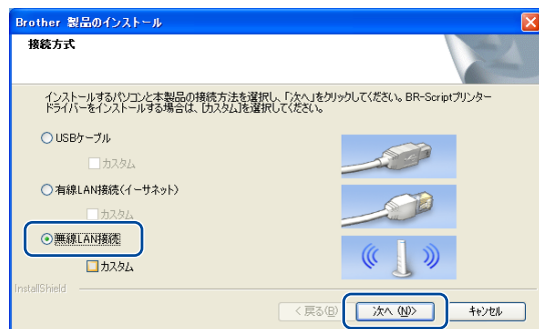 Brother 製品のインストール
接続方式
インストールするパソコンと本製品の接続方法を選択し、「次へ」をクリックしてください。BR-Scriptプリンター
ドライバーをインストールする場合は、[カスタム]を選択してください。
USBケーブル
カスタム
有線LAN接続(イーサネット)
カスタム
無線LAN接続
カスタム
InstallShield
< 戻る(B)
次へ (N)>
キャンセル